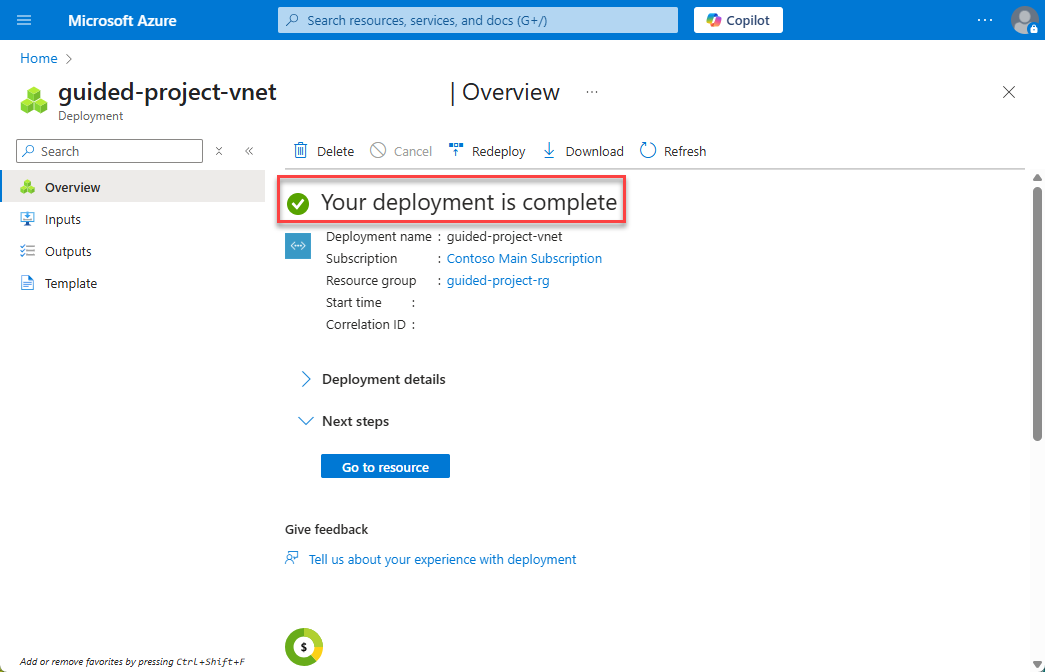 Microsoft Azure
Search resources, services, and docs (G+/)
Copilot
...
Home
guided-project-vnet | Overview ...
Deployment
Search
Delete
Cancel
Redeploy
Download
Refresh
Overview
Inputs
Outputs
Template
Your deployment is complete
Deployment name : guided-project-vnet
Subscription : Contoso Main Subscription
Resource group : guided-project-rg
Start time :
Correlation ID :
Deployment details
Next steps
Go to resource
Give feedback
Tell us about your experience with deployment
$
Add or remove favorites by pressing Ctrl+Shift+F